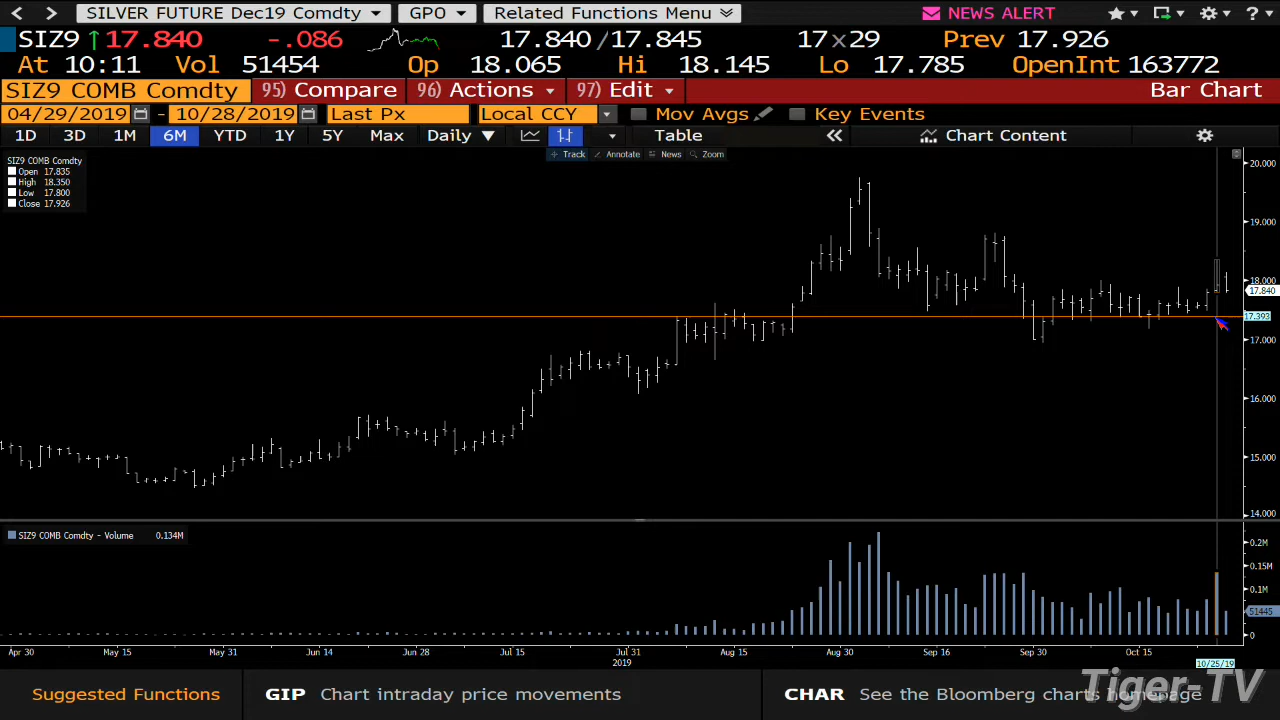 SILVER FUTURE Dec19 Comdty GPO Related Functions Menu NEWS ALERT ?
SIZ9 ↑17.840 -.086 17.840/17.845 17×29 Prev 17.926
At 10:11 Vol 51454 Op 18.065 Hi 18.145 Lo 17.785 OpenInt 163772
SIZ9 COMB Comdty 95) Compare 96) Actions 97) Edit Bar Chart
04/29/2019 - 10/28/2019 Last Px Local CCY Mov Avgs Key Events
1D 3D 1M 6M YTD 1Y 5Y Max Daily Table Chart Content
Track Annotate News Zoom
SIZ9 COMB Comdty
Open 17.835
High 18.350
Low 17.800
Close 17.926
20.000
19.000
18.000
17.840
17.393
17.000
16.000
15.000
14.000
SIZ9 COMB Comdty - Volume 0.134M
0.2M
0.15M
0.1M
51445
0
Apr 30 May 15 May 31 Jun 14 Jun 28 Jul 15 Jul 31 Aug 15 Aug 30 Sep 16 Sep 30 Oct 15
2019 10/25/19
Suggested Functions GIP Chart intraday price movements CHAR See the Bloomberg charts homepage
Tiger-TV